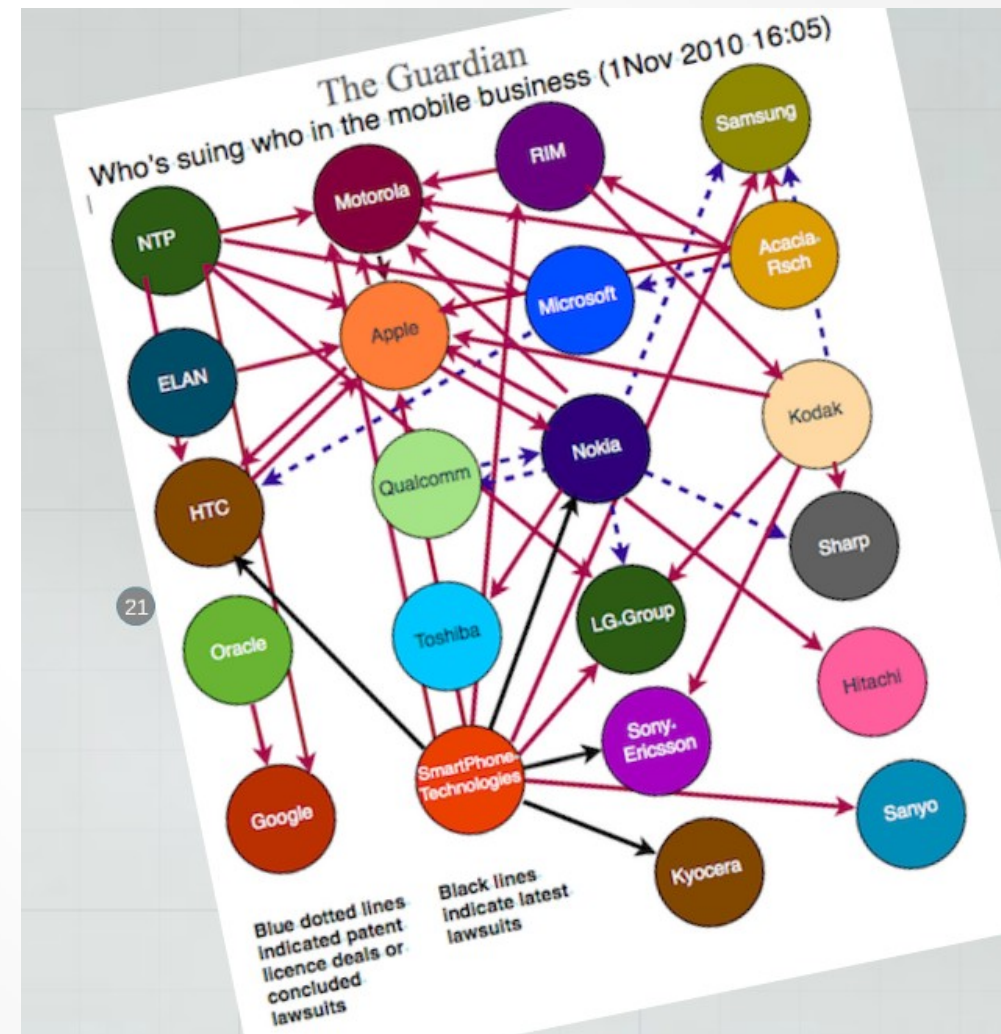 The Guardian
Who's suing who in the mobile business (1Nov 2010 16:05)
Samsung
RIM
Motorola
NTP
Acacia-
Rsch
Microsoft
Apple
ELAN
Kodak
Nokia
Qualcomm
HTC
Sharp
21
LG-Group
Toshiba
Oracle
Hitachi
Sony-
Ericsson
SmartPhone-
Technologies
Google
Sanyo
Kyocera
Blue dotted lines
indicated patent
licence deals or
concluded
lawsuits
Black lines
indicate latest
lawsuits